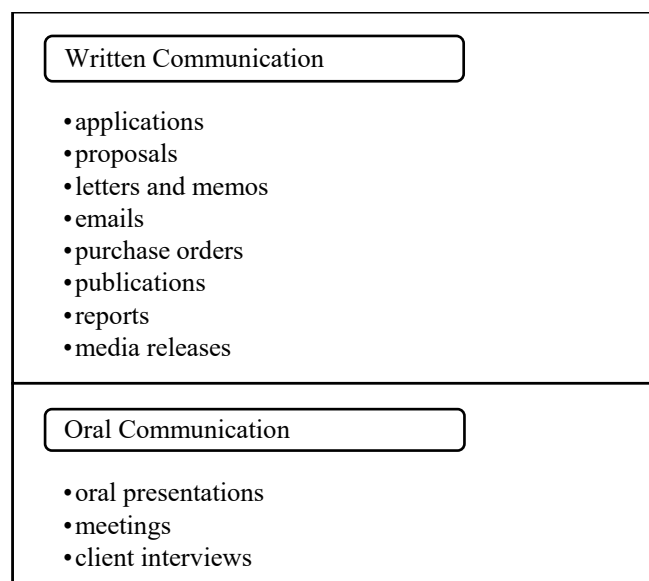 Written Communication
•applications
•proposals
•letters and memos
•emails
•purchase orders
•publications
•reports
•media releases
Oral Communication
•oral presentations
•meetings
•client interviews